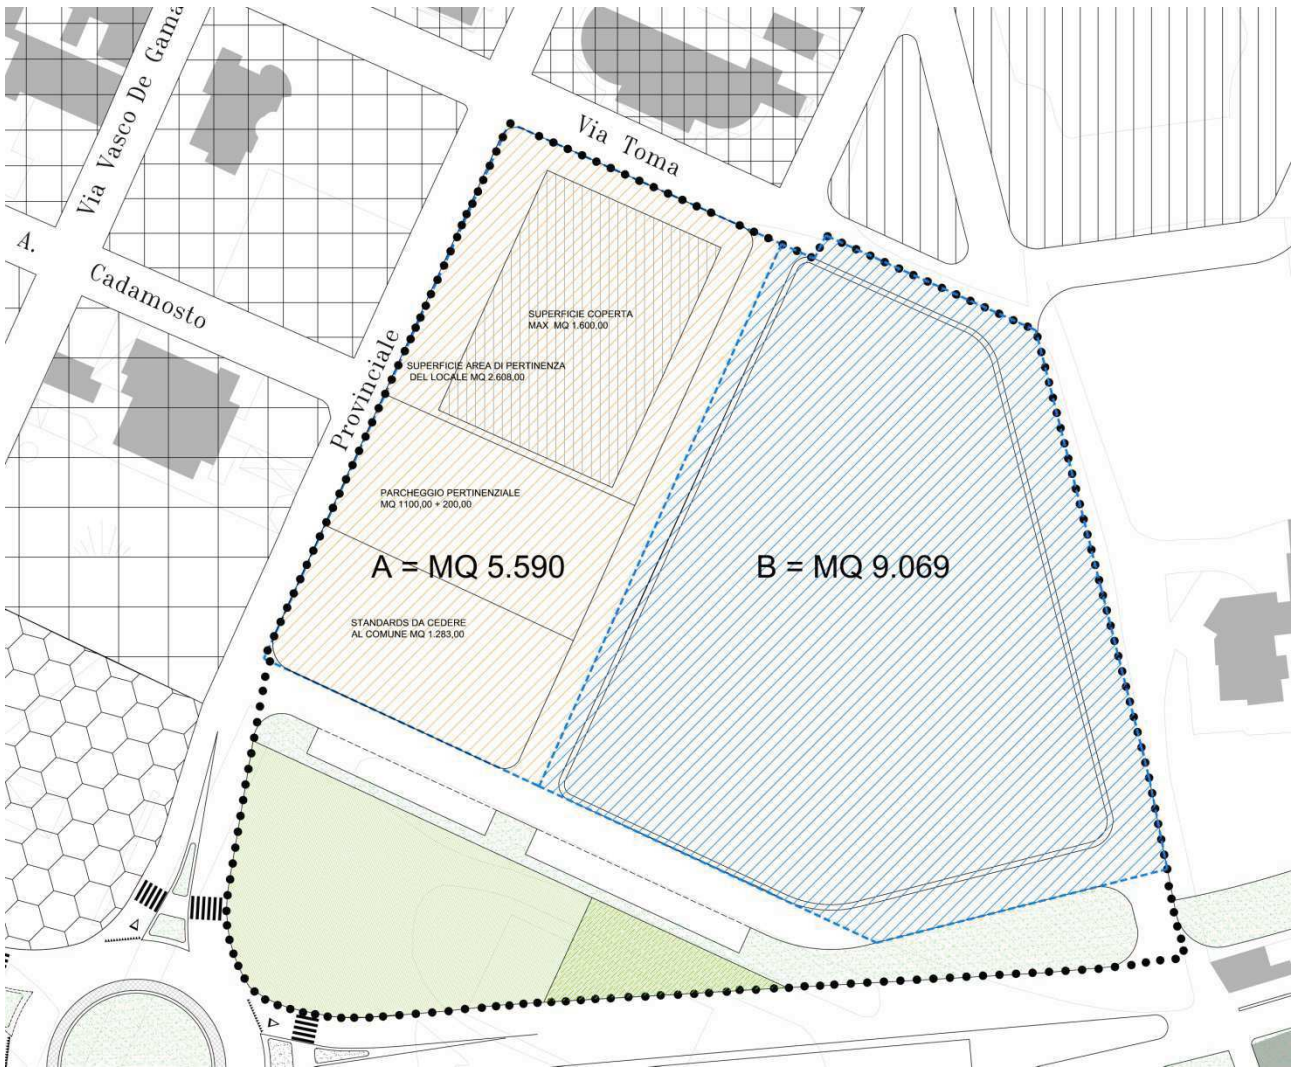 Via Vasco De Gama
Via Toma
A.
Cadamosto
Provinciale
SUPERFICIE COPERTA
MAX MQ 1.600,00
SUPERFICIE AREA DI PERTINENZA
DEL LOCALE MQ 2.608,00
PARCHEGGIO PERTINENZIALE
MQ 1100,00 + 200,00
A = MQ 5.590
B = MQ 9.069
STANDARDS DA CEDERE
AL COMUNE MQ 1.283,00